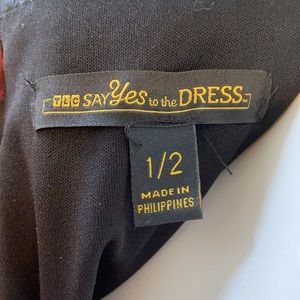 TLC SAY Yes to the DRESS
1/2
MADE IN
PHILIPPINES